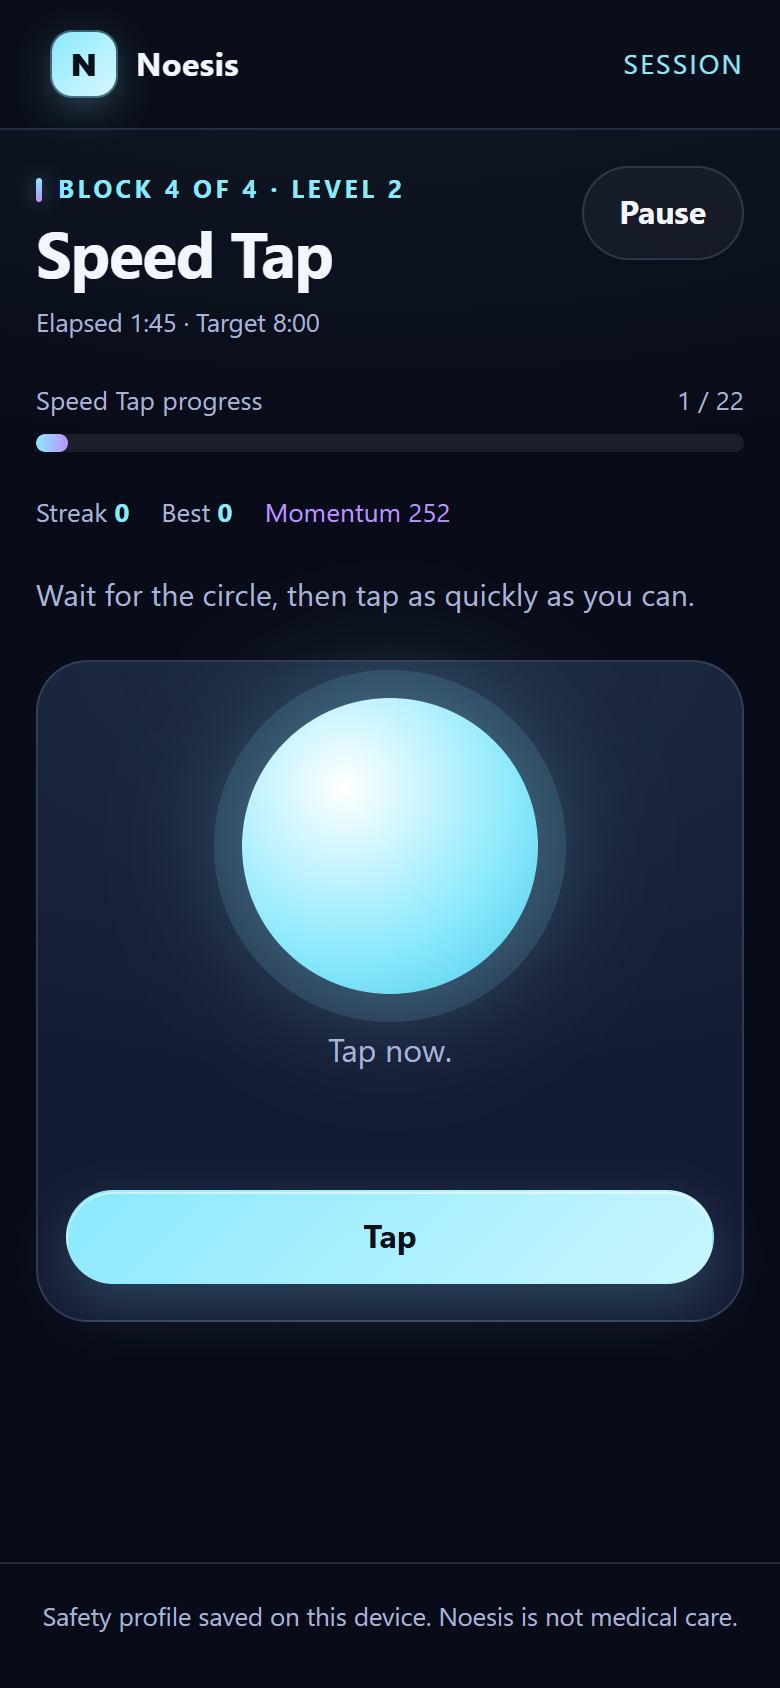 N Noesis SESSION
BLOCK 4 OF 4 · LEVEL 2
Speed Tap
Pause
Elapsed 1:45 · Target 8:00
Speed Tap progress 1 / 22
Streak 0 Best 0 Momentum 252
Wait for the circle, then tap as quickly as you can.
Tap now.
Tap
Safety profile saved on this device. Noesis is not medical care.